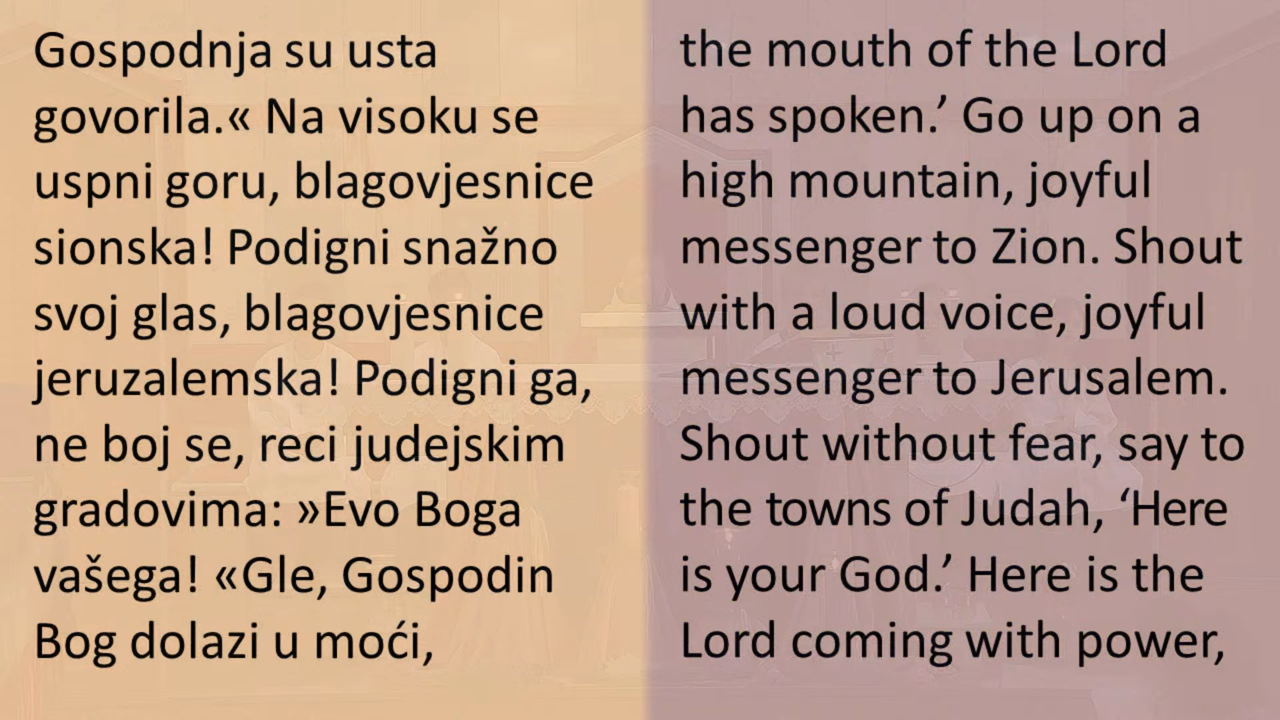 Gospodnja su usta
govorila.« Na visoku se
uspni goru, blagovjesnice
sionska! Podigni snažno
svoj glas, blagovjesnice
jeruzalemska! Podigni ga,
ne boj se, reci judejskim
gradovima: »Evo Boga
vašega! «Gle, Gospodin
Bog dolazi u moći,
the mouth of the Lord
has spoken.’ Go up on a
high mountain, joyful
messenger to Zion. Shout
with a loud voice, joyful
messenger to Jerusalem.
Shout without fear, say to
the towns of Judah, ‘Here
is your God.’ Here is the
Lord coming with power,